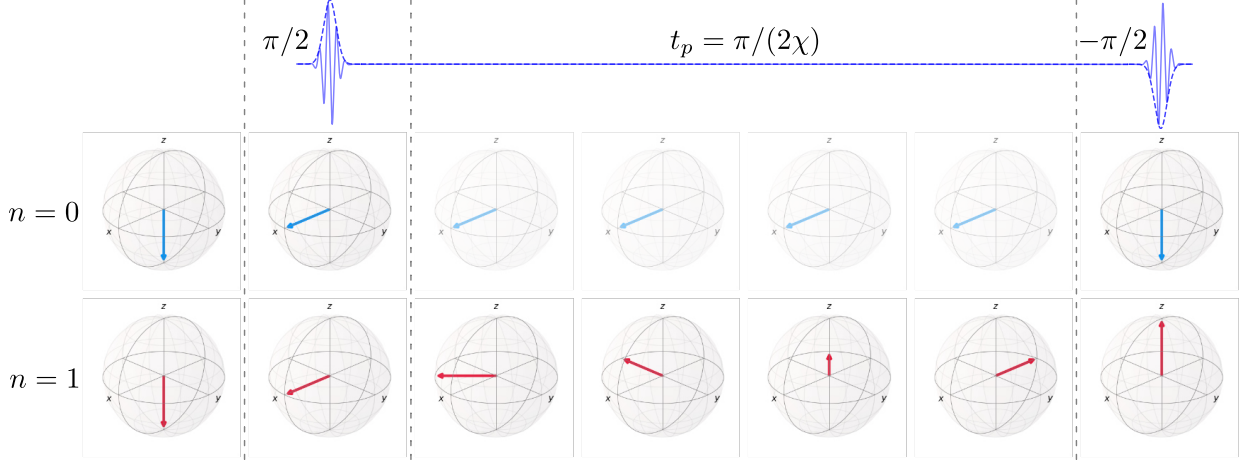 π/2 t_p = π/(2χ) −π/2
z z z z z z z
n = 0
x y x y x y x y x y x y x y
z z z z z z z
n = 1
x y x y x y x y x y x y x y